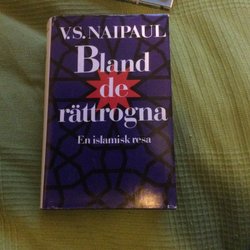 V.S. NAIPAUL
Bland
de
rättrogna
En islamisk resa